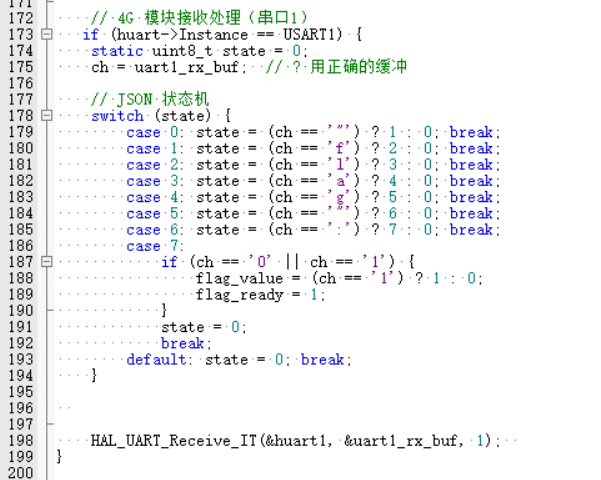 171
172 // 4G 模块接收处理（串口1）
173 if (huart->Instance == USART1) {
174 static uint8_t state = 0;
175 ch = uart1_rx_buf; // ? 用正确的缓冲
176
177 // JSON 状态机
178 switch (state) {
179 case 0: state = (ch == '"') ? 1 : 0; break;
180 case 1: state = (ch == 'f') ? 2 : 0; break;
181 case 2: state = (ch == 'l') ? 3 : 0; break;
182 case 3: state = (ch == 'a') ? 4 : 0; break;
183 case 4: state = (ch == 'g') ? 5 : 0; break;
184 case 5: state = (ch == '"') ? 6 : 0; break;
185 case 6: state = (ch == ':') ? 7 : 0; break;
186 case 7:
187 if (ch == '0' || ch == '1') {
188 flag_value = (ch == '1') ? 1 : 0;
189 flag_ready = 1;
190 }
191 state = 0;
192 break;
193 default: state = 0; break;
194 }
195
196
197
198 HAL_UART_Receive_IT(&huart1, &uart1_rx_buf, 1);
199 }
200